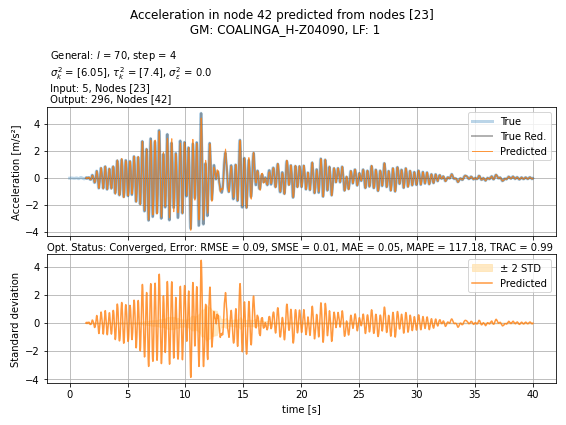 Acceleration in node 42 predicted from nodes [23]
GM: COALINGA_H-Z04090, LF: 1
General: l = 70, step = 4
σ²ₖ = [6.05], τ²ₖ = [7.4], σ²ε = 0.0
Input: 5, Nodes [23]
Output: 296, Nodes [42]
Acceleration [m/s²]
4
2
0
−2
−4
True
True Red.
Predicted
Opt. Status: Converged, Error: RMSE = 0.09, SMSE = 0.01, MAE = 0.05, MAPE = 117.18, TRAC = 0.99
Standard deviation
4
2
0
−2
−4
± 2 STD
Predicted
0 5 10 15 20 25 30 35 40
time [s]